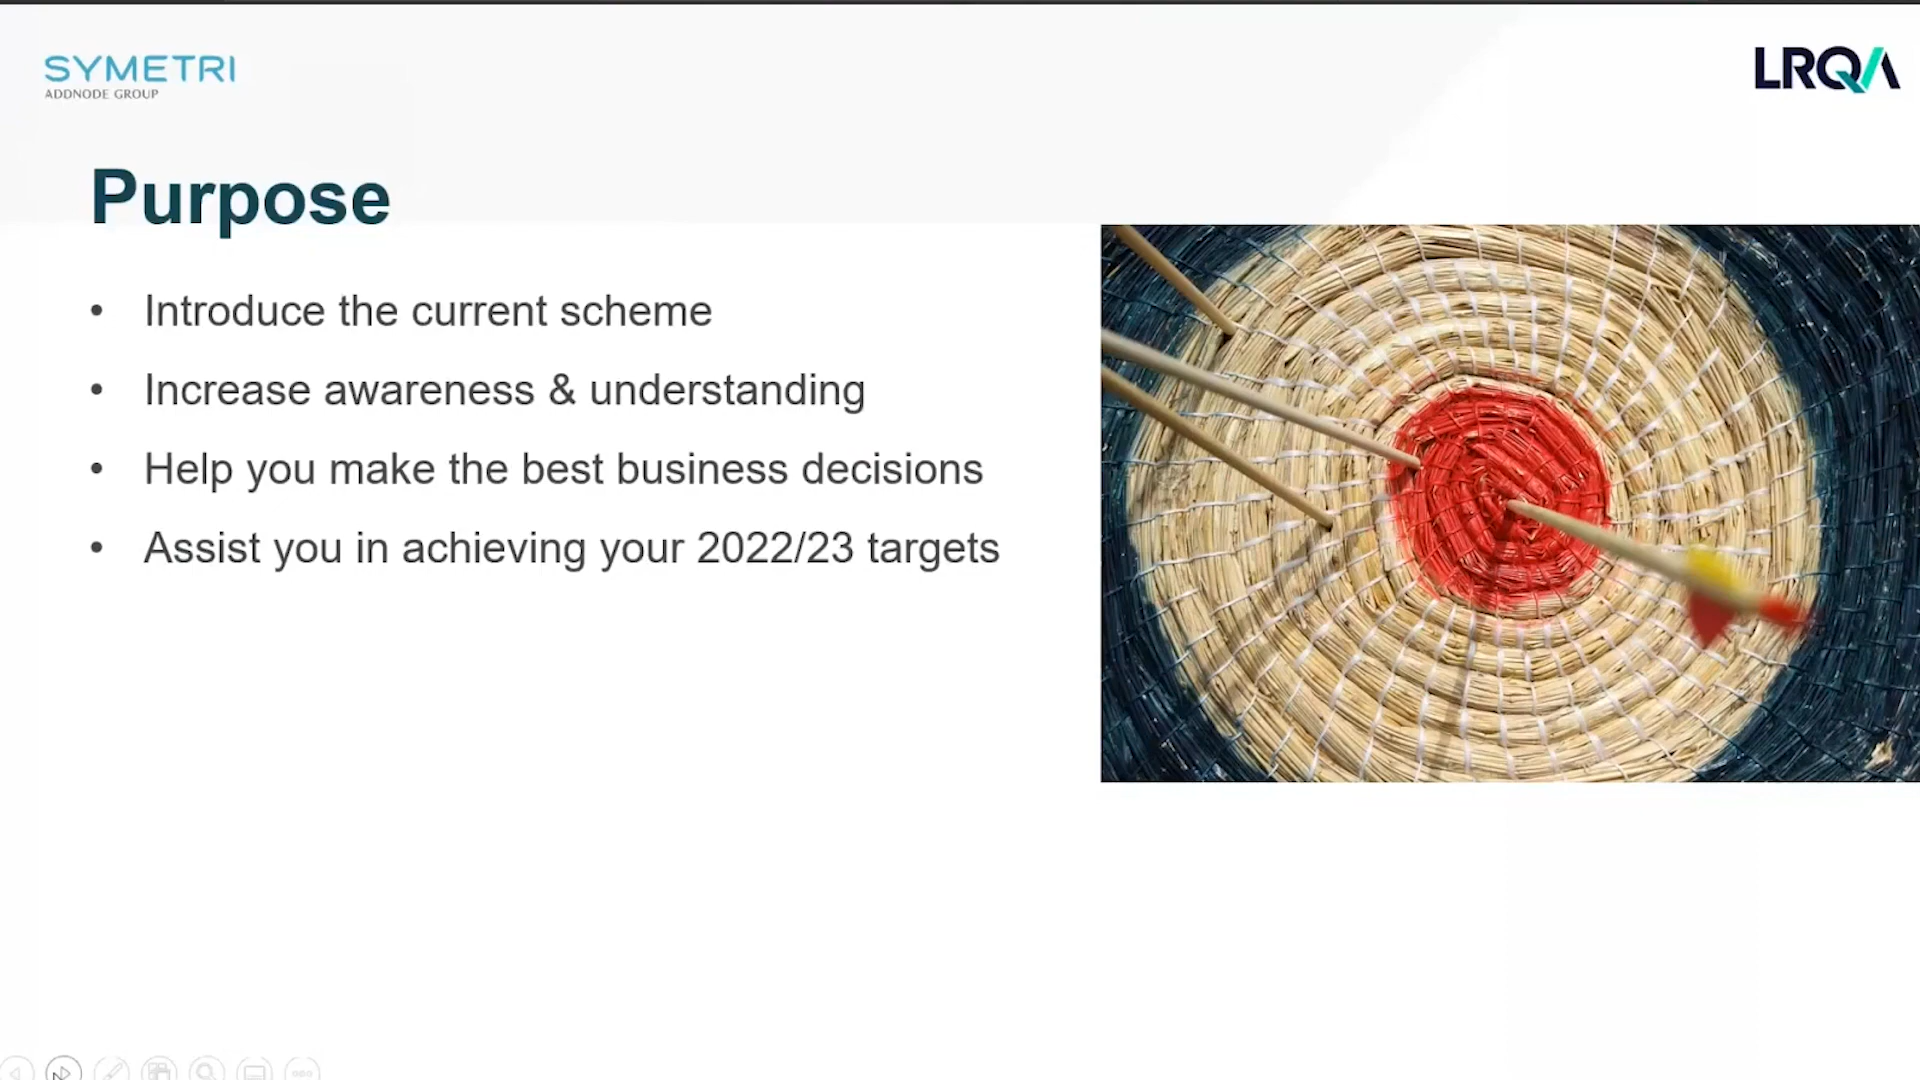 SYMETRI
ADDNODE GROUP
LRQA
Purpose
• Introduce the current scheme
• Increase awareness & understanding
• Help you make the best business decisions
• Assist you in achieving your 2022/23 targets